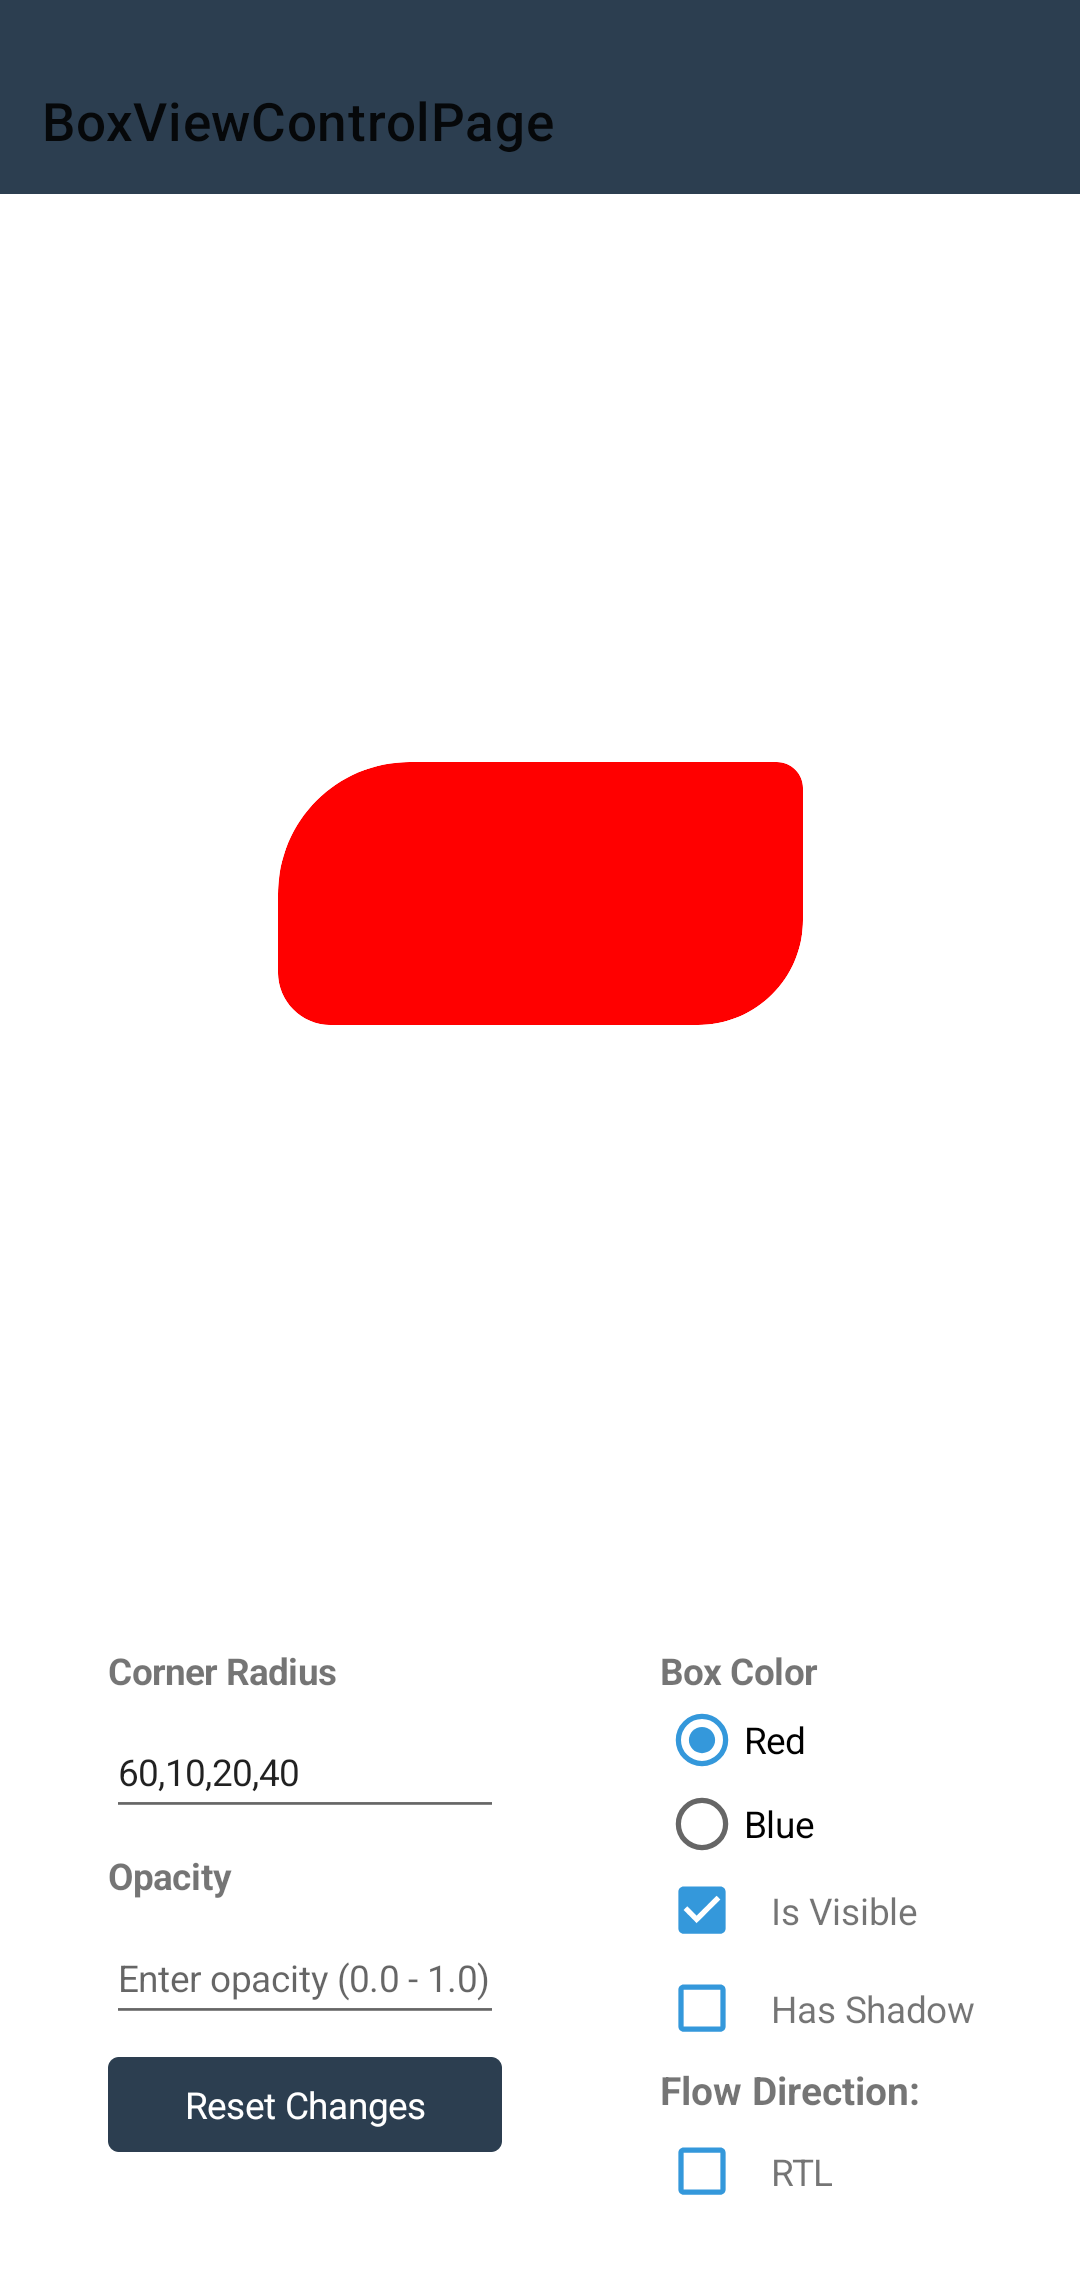 BoxViewControlPage
Corner Radius
60,10,20,40
Opacity
Enter opacity (0.0 - 1.0)
Reset Changes
Box Color
Red
Blue
Is Visible
Has Shadow
Flow Direction:
RTL